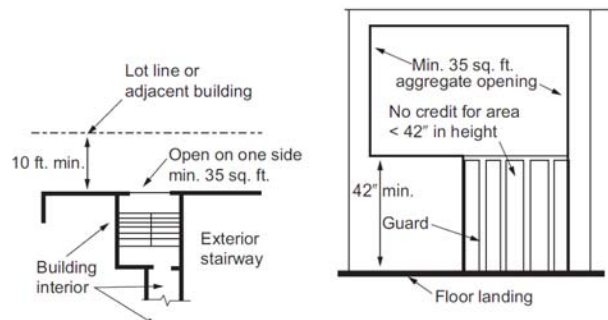 Lot line or
adjacent building
10 ft. min.
Open on one side
min. 35 sq. ft.
Exterior
stairway
Building
interior
Min. 35 sq. ft.
aggregate opening
No credit for area
< 42" in height
42" min.
Guard
Floor landing